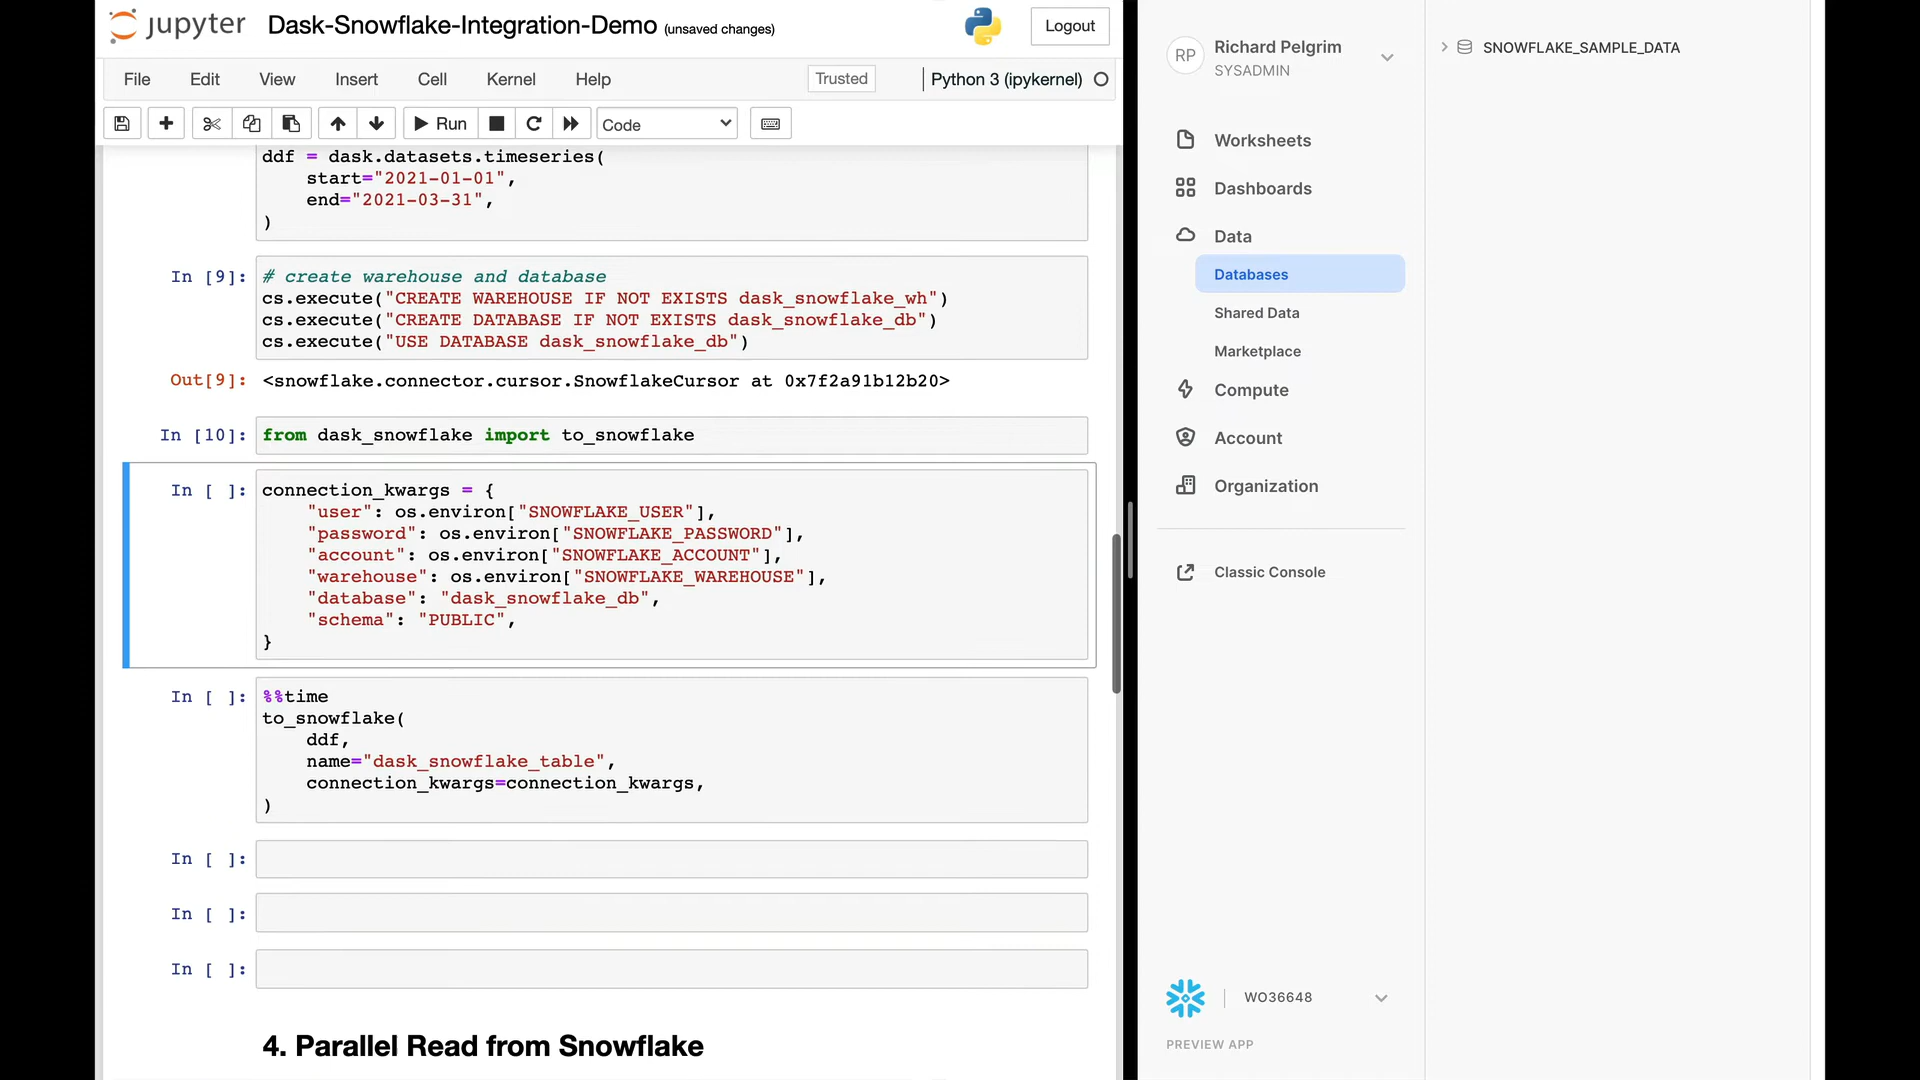 jupyter Dask-Snowflake-Integration-Demo (unsaved changes)
Logout
File Edit View Insert Cell Kernel Help
Trusted
Python 3 (ipykernel)
Run
Code
ddf = dask.datasets.timeseries(
    start="2021-01-01",
    end="2021-03-31",
)
In [9]:
# create warehouse and database
cs.execute("CREATE WAREHOUSE IF NOT EXISTS dask_snowflake_wh")
cs.execute("CREATE DATABASE IF NOT EXISTS dask_snowflake_db")
cs.execute("USE DATABASE dask_snowflake_db")
Out[9]: <snowflake.connector.cursor.SnowflakeCursor at 0x7f2a91b12b20>
In [10]: from dask_snowflake import to_snowflake
In [ ]: connection_kwargs = {
    "user": os.environ["SNOWFLAKE_USER"],
    "password": os.environ["SNOWFLAKE_PASSWORD"],
    "account": os.environ["SNOWFLAKE_ACCOUNT"],
    "warehouse": os.environ["SNOWFLAKE_WAREHOUSE"],
    "database": "dask_snowflake_db",
    "schema": "PUBLIC",
}
In [ ]: %%time
to_snowflake(
    ddf,
    name="dask_snowflake_table",
    connection_kwargs=connection_kwargs,
)
In [ ]:
In [ ]:
In [ ]:
4. Parallel Read from Snowflake
RP
Richard Pelgrim
SYSADMIN
Worksheets
Dashboards
Data
Databases
Shared Data
Marketplace
Compute
Account
Organization
Classic Console
WO36648
PREVIEW APP
SNOWFLAKE_SAMPLE_DATA